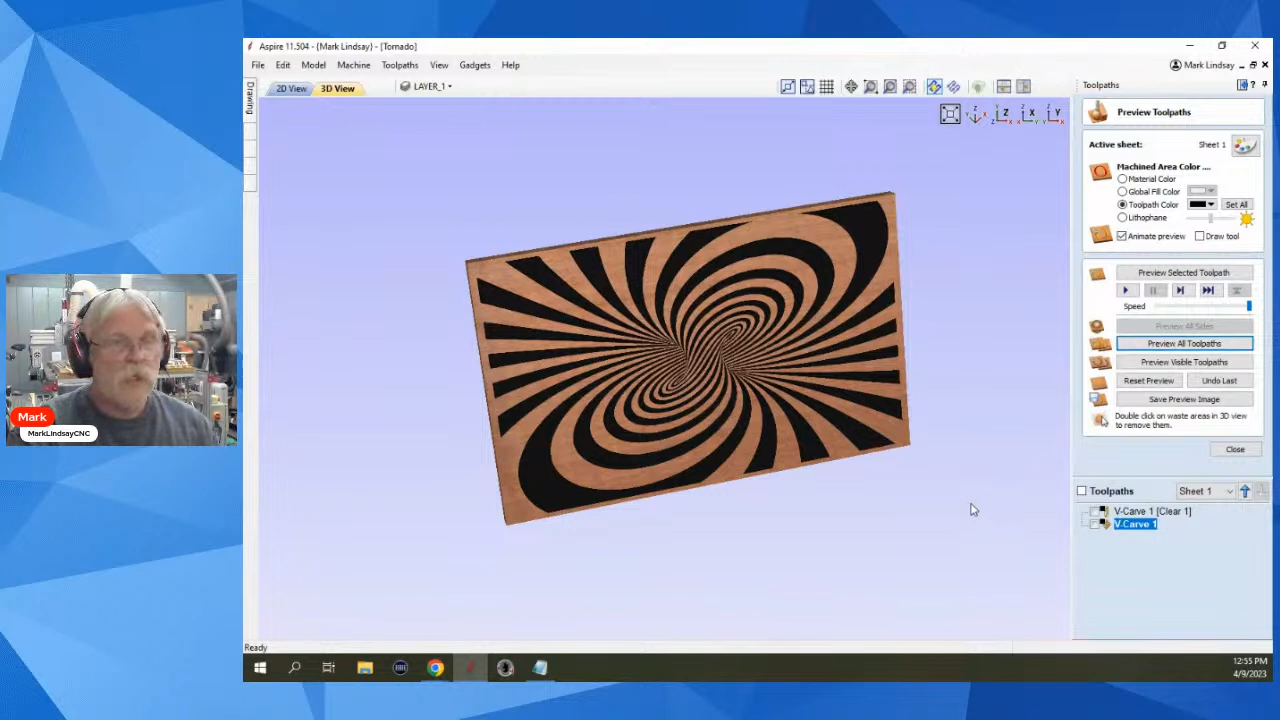 Aspire 11.504 - {Mark Lindsay} - [Tornado]
File Edit Model Machine Toolpaths View Gadgets Help
Mark Lindsay
Drawing
2D View 3D View LAYER_1
Toolpaths
Preview Toolpaths
Active sheet: Sheet 1
Machined Area Color ....
Material Color
Global Fill Color
Toolpath Color Set All
Lithophane
Animate preview Draw tool
Preview Selected Toolpath
Speed
Preview All Sides
Preview All Toolpaths
Preview Visible Toolpaths
Reset Preview Undo Last
Save Preview Image
Double click on waste areas in 3D view
to remove them.
Close
Toolpaths Sheet 1
V-Carve 1 [Clear 1]
V-Carve 1
Mark
MarkLindsayCNC
Ready
12:55 PM
4/9/2023